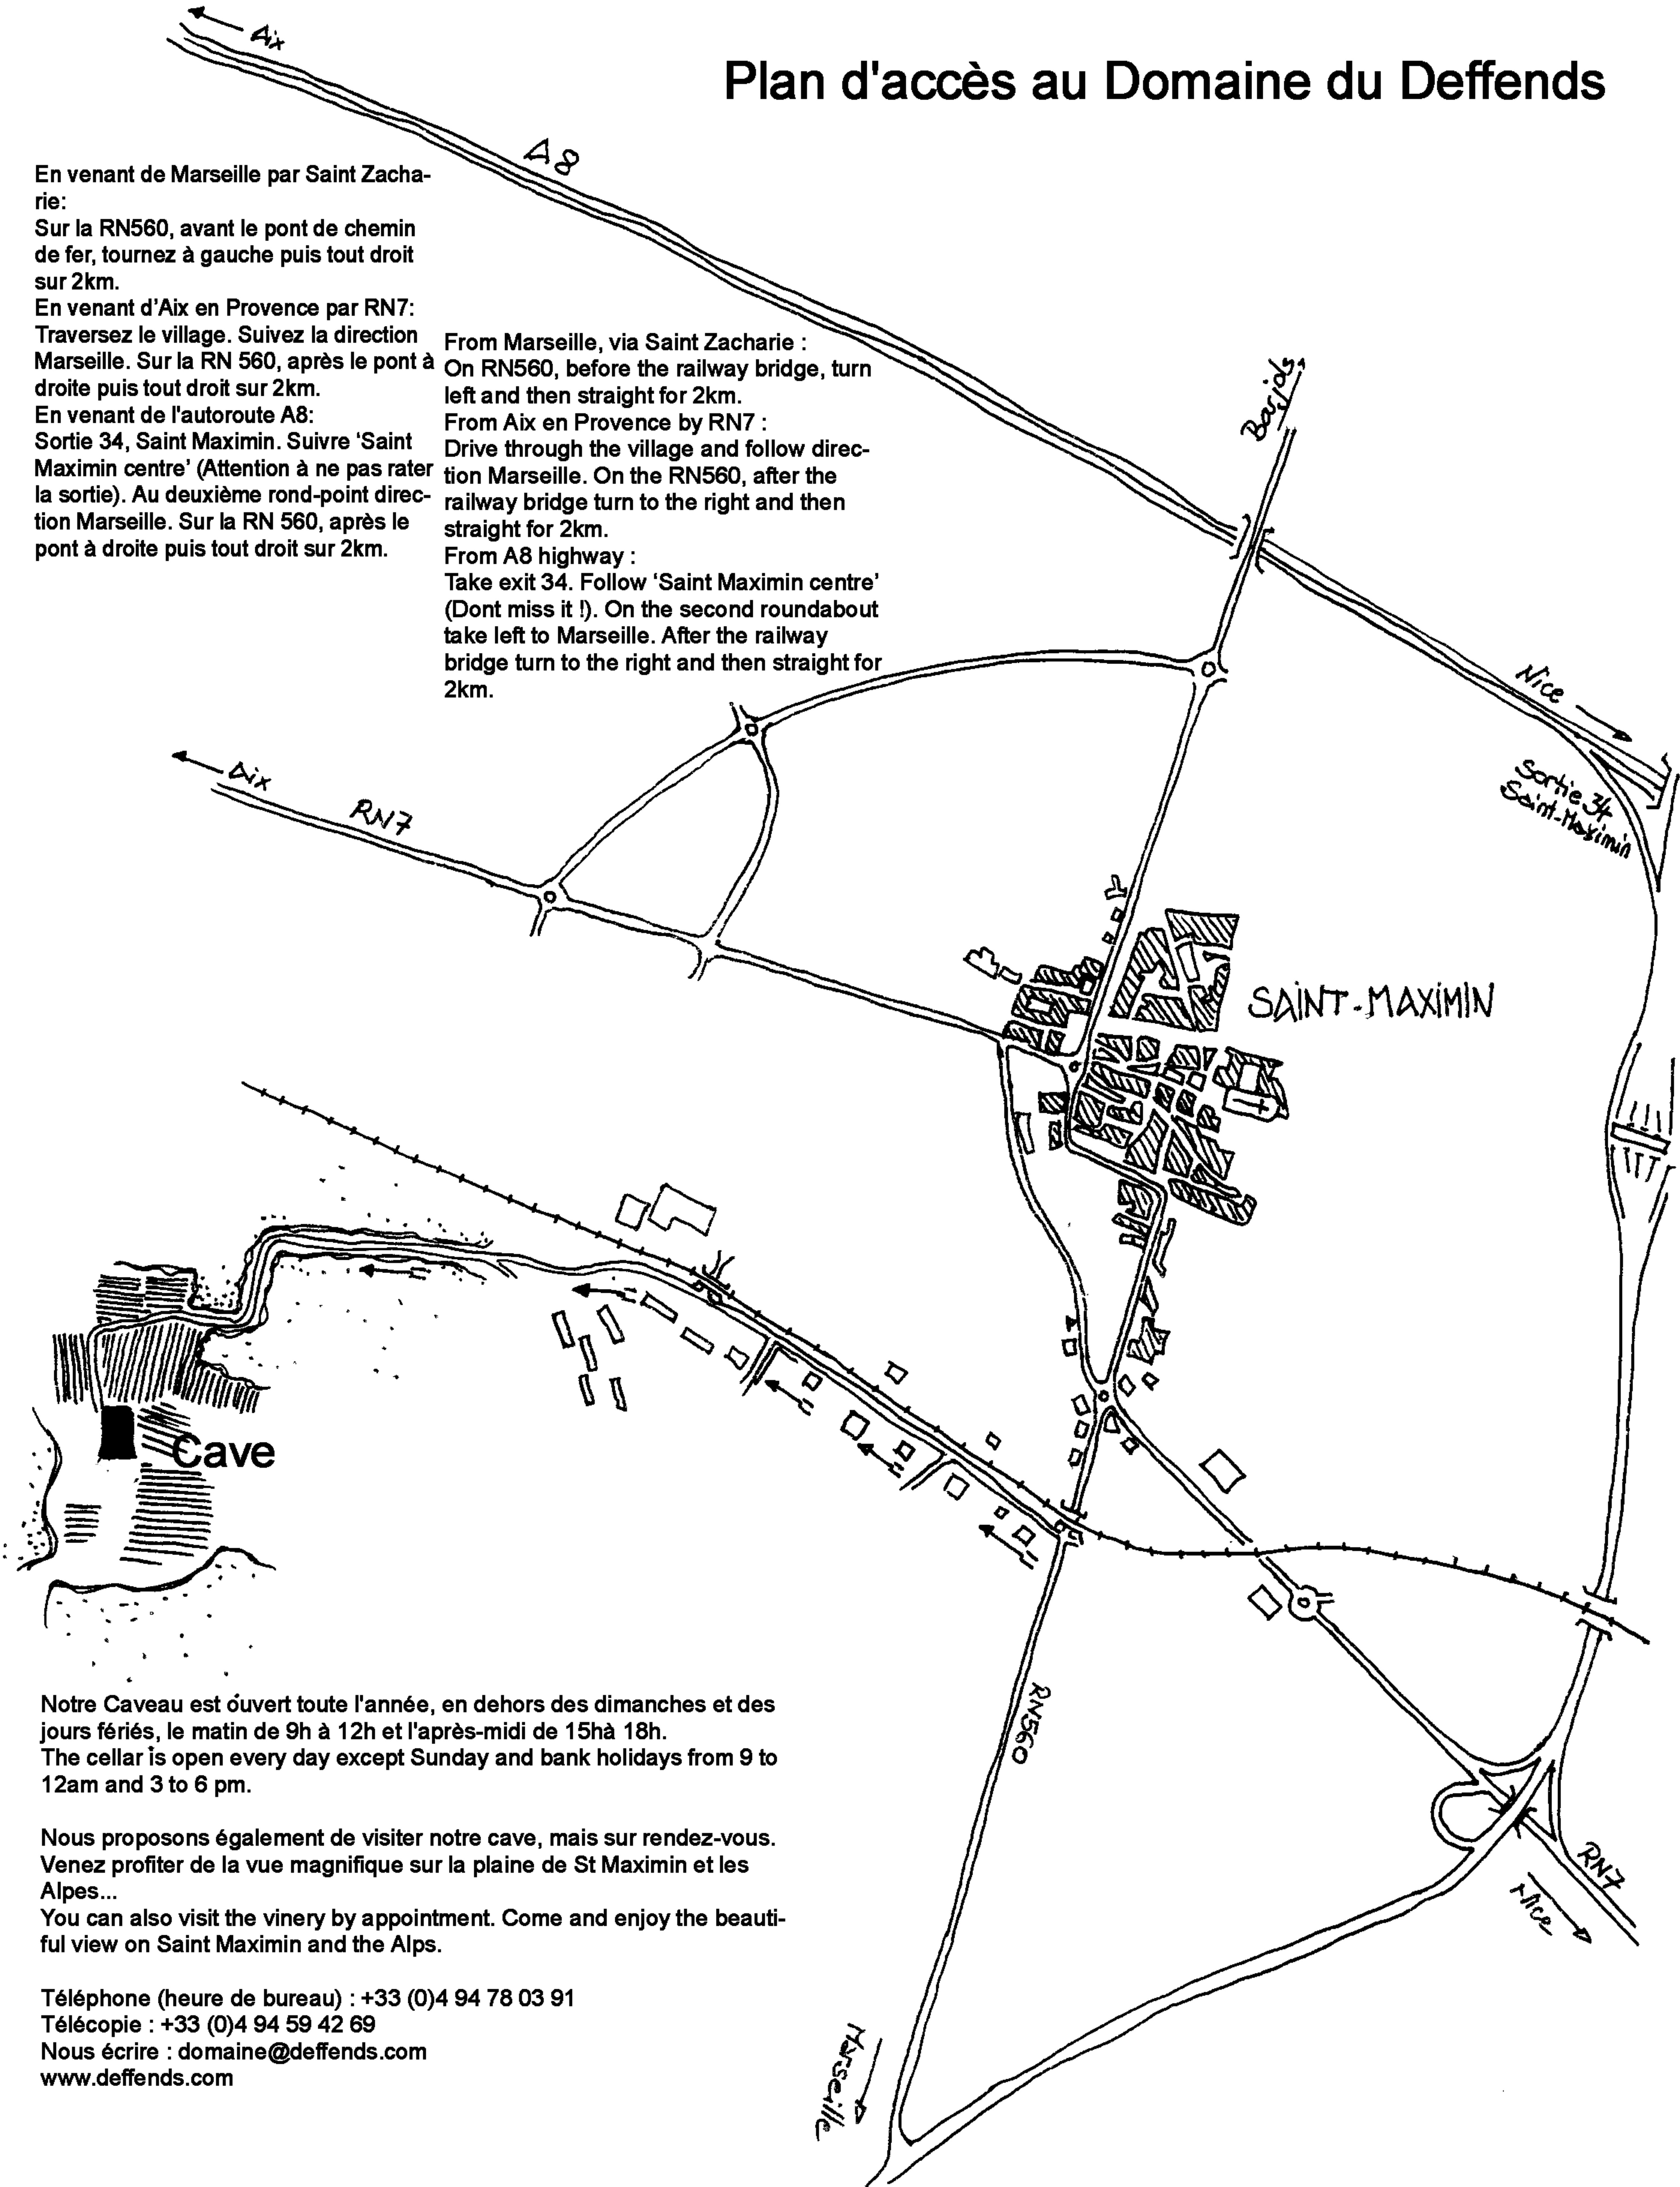 Plan d'accès au Domaine du Deffends
Aix
A8
En venant de Marseille par Saint Zacha-
rie:
Sur la RN560, avant le pont de chemin
de fer, tournez à gauche puis tout droit
sur 2km.
En venant d'Aix en Provence par RN7:
Traversez le village. Suivez la direction
Marseille. Sur la RN 560, après le pont à
droite puis tout droit sur 2km.
En venant de l'autoroute A8:
Sortie 34, Saint Maximin. Suivre ‘Saint
Maximin centre’ (Attention à ne pas rater
la sortie). Au deuxième rond-point direc-
tion Marseille. Sur la RN 560, après le
pont à droite puis tout droit sur 2km.
From Marseille, via Saint Zacharie :
On RN560, before the railway bridge, turn
left and then straight for 2km.
From Aix en Provence by RN7 :
Drive through the village and follow direc-
tion Marseille. On the RN560, after the
railway bridge turn to the right and then
straight for 2km.
From A8 highway :
Take exit 34. Follow ‘Saint Maximin centre’
(Dont miss it !). On the second roundabout
take left to Marseille. After the railway
bridge turn to the right and then straight for
2km.
Barjols
Nice
Sortie 34
Saint-Maximin
Aix
RN7
SAINT-MAXIMIN
Cave
RN560
RN7
Nice
Marseille
Notre Caveau est ouvert toute l'année, en dehors des dimanches et des
jours fériés, le matin de 9h à 12h et l'après-midi de 15hà 18h.
The cellar is open every day except Sunday and bank holidays from 9 to
12am and 3 to 6 pm.
Nous proposons également de visiter notre cave, mais sur rendez-vous.
Venez profiter de la vue magnifique sur la plaine de St Maximin et les
Alpes...
You can also visit the vinery by appointment. Come and enjoy the beauti-
ful view on Saint Maximin and the Alps.
Téléphone (heure de bureau) : +33 (0)4 94 78 03 91
Télécopie : +33 (0)4 94 59 42 69
Nous écrire : domaine@deffends.com
www.deffends.com